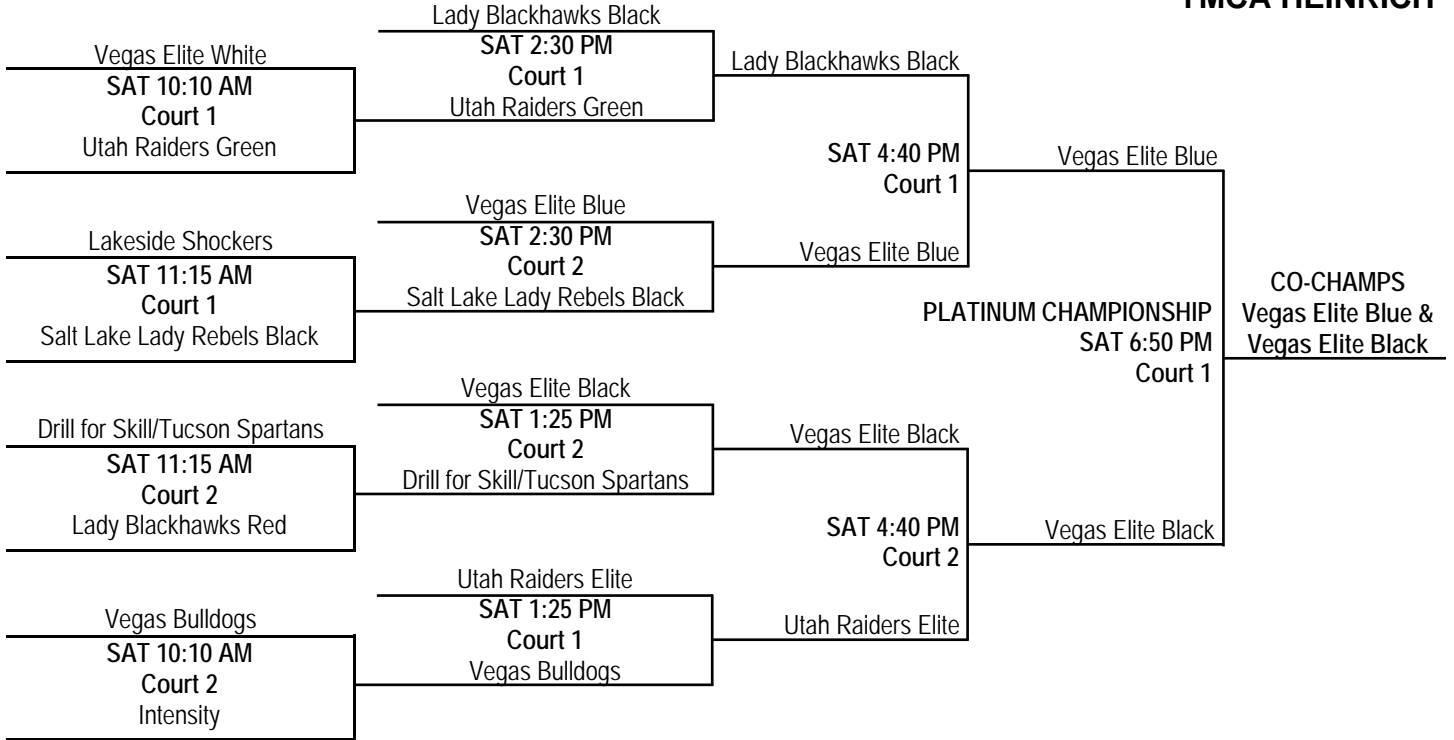 YMCA HEINRICH
Lady Blackhawks Black
Vegas Elite White
SAT 2:30 PM
Court 1
Lady Blackhawks Black
SAT 10:10 AM
Court 1
Utah Raiders Green
Utah Raiders Green
SAT 4:40 PM
Court 1
Vegas Elite Blue
Vegas Elite Blue
Lakeside Shockers
SAT 2:30 PM
Court 2
Vegas Elite Blue
SAT 11:15 AM
Court 1
Salt Lake Lady Rebels Black
Salt Lake Lady Rebels Black
PLATINUM CHAMPIONSHIP
SAT 6:50 PM
Court 1
CO-CHAMPS
Vegas Elite Blue &
Vegas Elite Black
Vegas Elite Black
Drill for Skill/Tucson Spartans
SAT 1:25 PM
Court 2
Vegas Elite Black
SAT 11:15 AM
Court 2
Drill for Skill/Tucson Spartans
Lady Blackhawks Red
SAT 4:40 PM
Court 2
Vegas Elite Black
Utah Raiders Elite
Vegas Bulldogs
SAT 1:25 PM
Court 1
Utah Raiders Elite
SAT 10:10 AM
Court 2
Vegas Bulldogs
Intensity